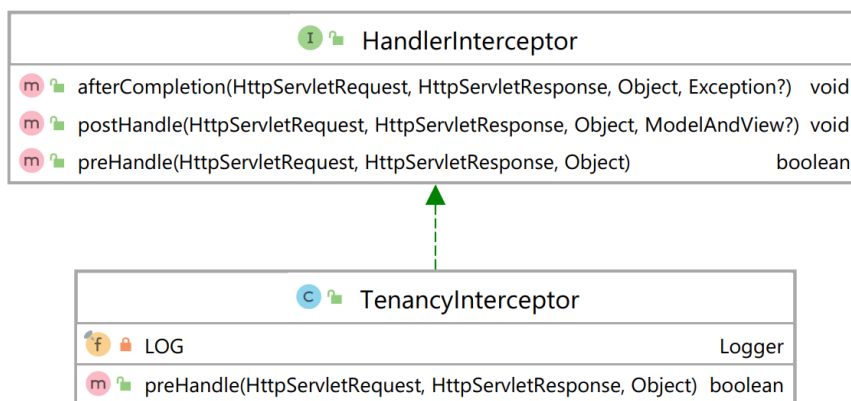 I HandlerInterceptor
m afterCompletion(HttpServletRequest, HttpServletResponse, Object, Exception?) void
m postHandle(HttpServletRequest, HttpServletResponse, Object, ModelAndView?) void
m preHandle(HttpServletRequest, HttpServletResponse, Object) boolean
C TenancyInterceptor
f LOG Logger
m preHandle(HttpServletRequest, HttpServletResponse, Object) boolean